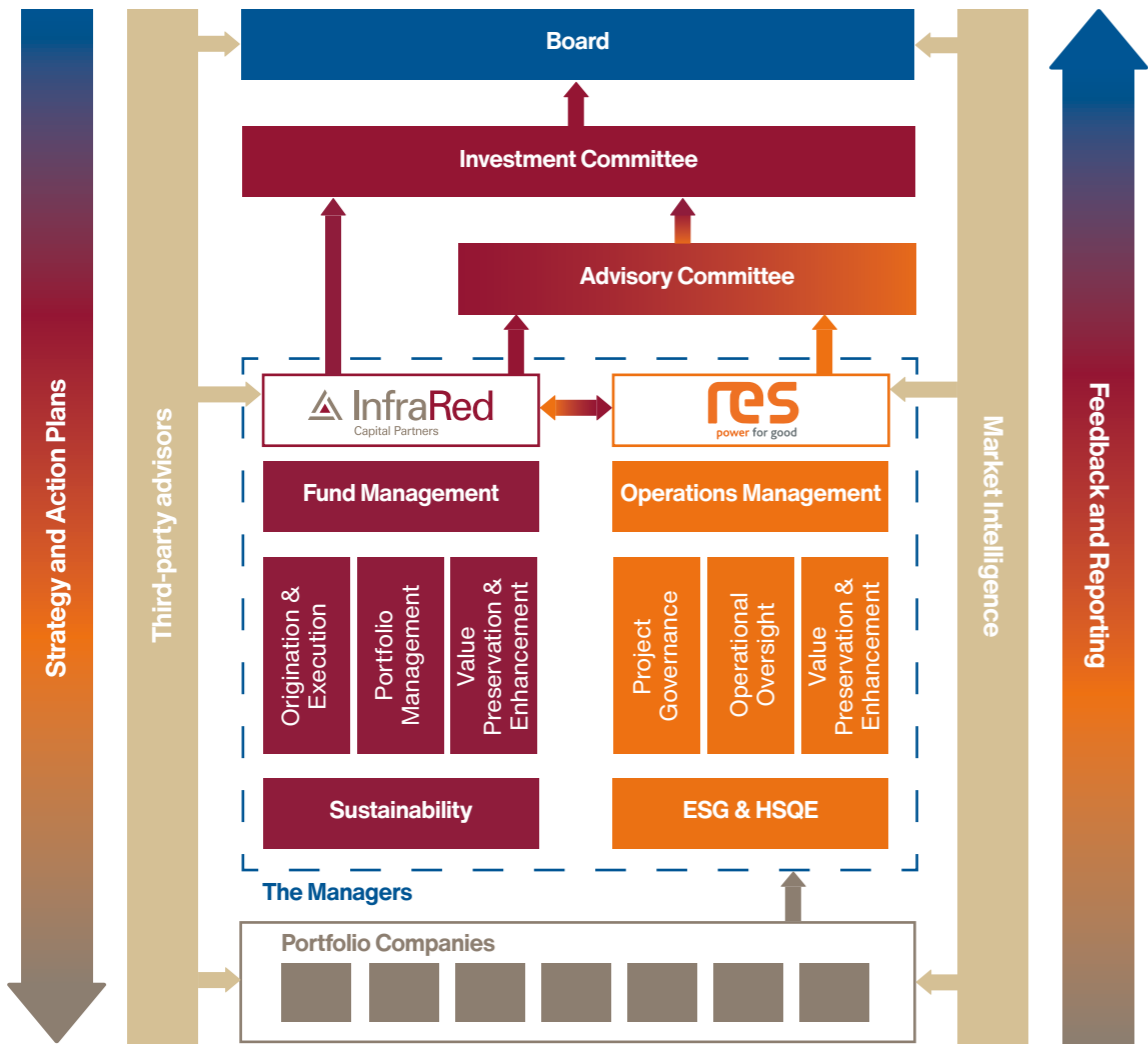 Board
Investment Committee
Advisory Committee
Strategy and Action Plans
Third-party advisors
Market Intelligence
Feedback and Reporting
InfraRed
Capital Partners
res
power for good
Fund Management
Operations Management
Origination &
Execution
Portfolio
Management
Value
Preservation &
Enhancement
Project
Governance
Operational
Oversight
Value
Preservation &
Enhancement
Sustainability
ESG & HSQE
The Managers
Portfolio Companies